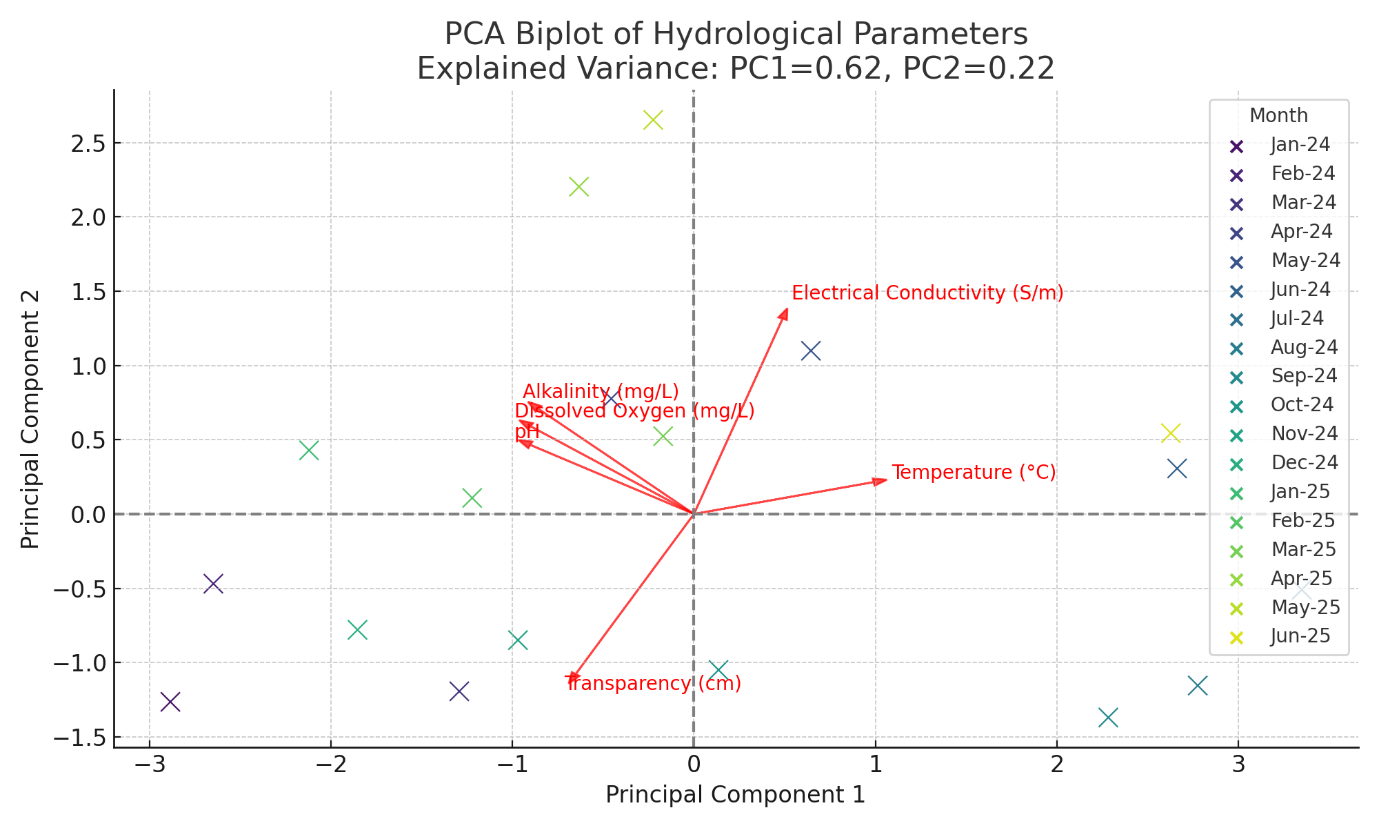 PCA Biplot of Hydrological Parameters
Explained Variance: PC1=0.62, PC2=0.22
Principal Component 2
2.5
2.0
1.5
1.0
0.5
0.0
−0.5
−1.0
−1.5
Electrical Conductivity (S/m)
Alkalinity (mg/L)
Dissolved Oxygen (mg/L)
pH
Temperature (°C)
Transparency (cm)
Month
Jan-24
Feb-24
Mar-24
Apr-24
May-24
Jun-24
Jul-24
Aug-24
Sep-24
Oct-24
Nov-24
Dec-24
Jan-25
Feb-25
Mar-25
Apr-25
May-25
Jun-25
−3 −2 −1 0 1 2 3
Principal Component 1